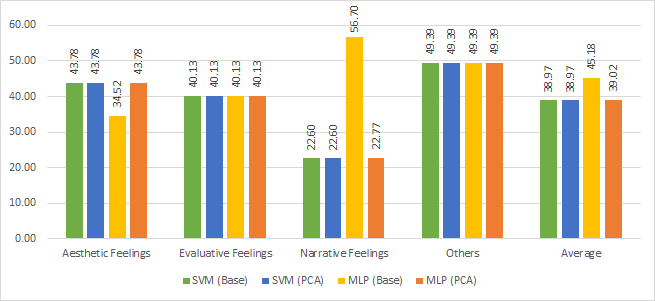 60.00
50.00
40.00
30.00
20.00
10.00
0.00
43.78 43.78 34.52 43.78
40.13 40.13 40.13 40.13
22.60 22.60 56.70 22.77
49.39 49.39 49.39 49.39
38.97 38.97 45.18 39.02
Aesthetic Feelings Evaluative Feelings Narrative Feelings Others Average
SVM (Base) SVM (PCA) MLP (Base) MLP (PCA)